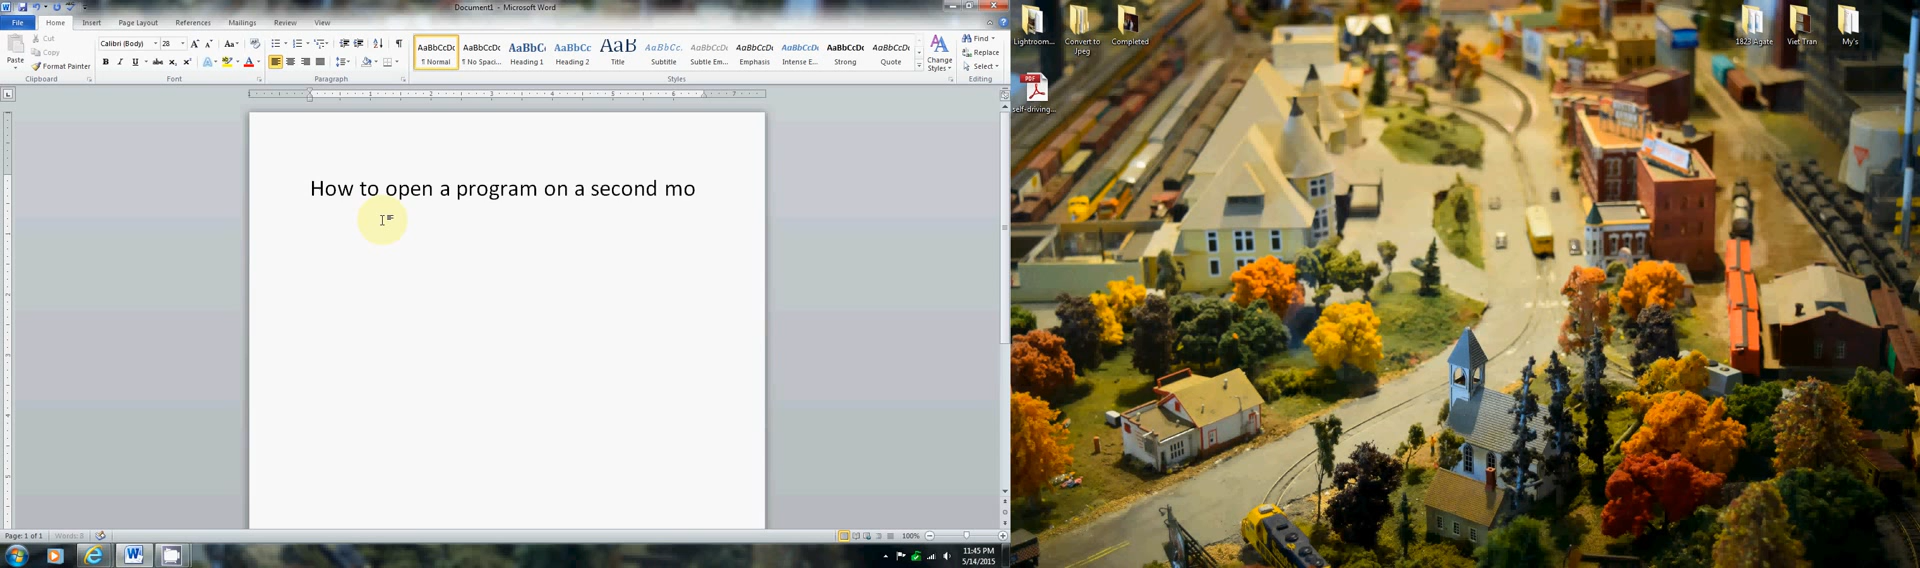 Document1 - Microsoft Word
File Home Insert Page Layout References Mailings Review View
Paste
Cut
Copy
Format Painter
Clipboard
Calibri (Body) 28
Font
Paragraph
AaBbCcDc AaBbCcDc AaBbC AaBbCc AaB AaBbCc. AaBbCcDc AaBbCcDc AaBbCcDc AaBbCcDc AaBbCcDc
¶ Normal ¶ No Spaci... Heading 1 Heading 2 Title Subtitle Subtle Em... Emphasis Intense E... Strong Quote
Change Styles
Styles
Find
Replace
Select
Editing
How to open a program on a second mo
Page: 1 of 1 Words: 8
100%
11:45 PM
5/14/2015
Lightroom...
Convert to Jpeg
Completed
PDF
self-driving...
1823 Agate
Viet Tran
My's